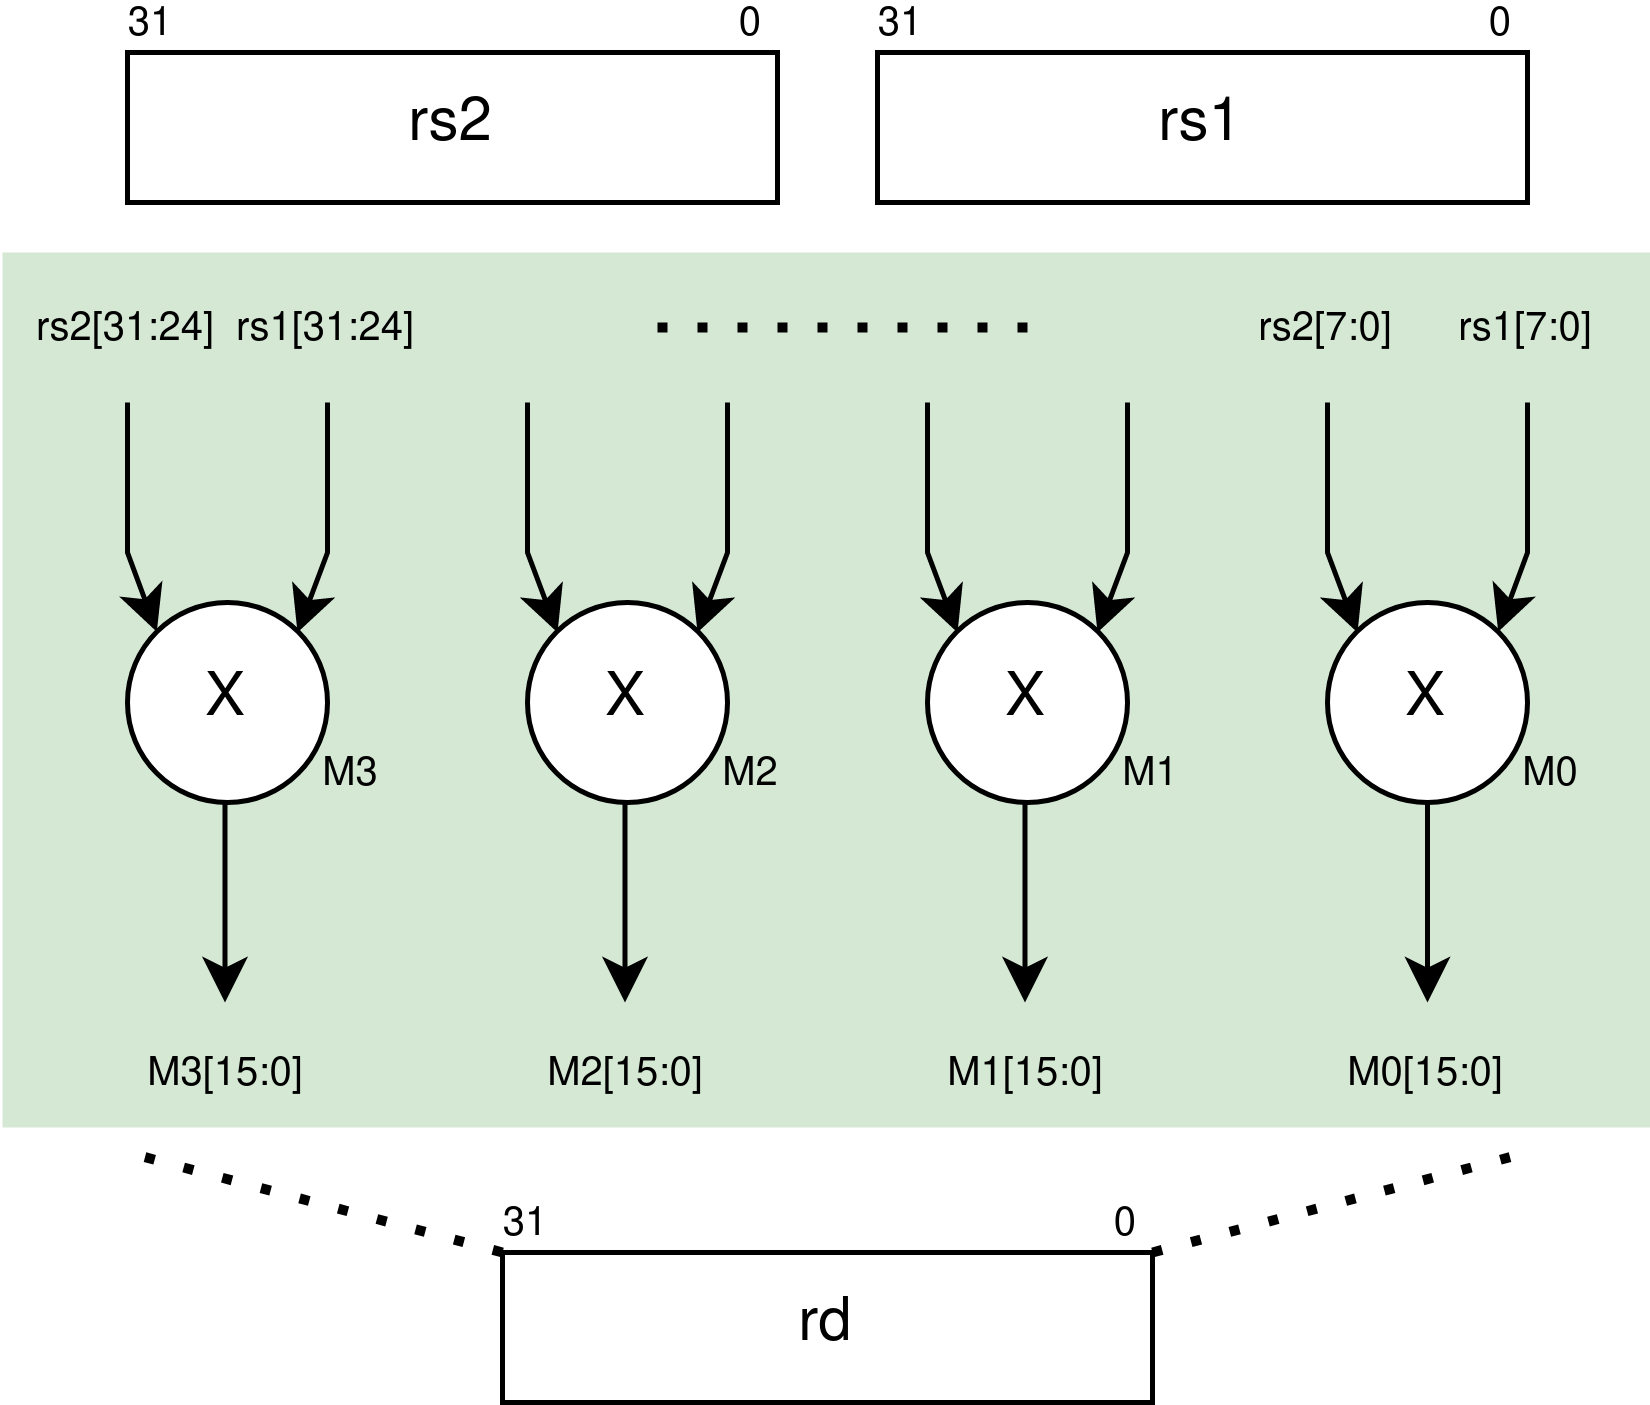 31 0 31 0
rs2 rs1
rs2[31:24] rs1[31:24] rs2[7:0] rs1[7:0]
X X X X
M3 M2 M1 M0
M3[15:0] M2[15:0] M1[15:0] M0[15:0]
31 0
rd